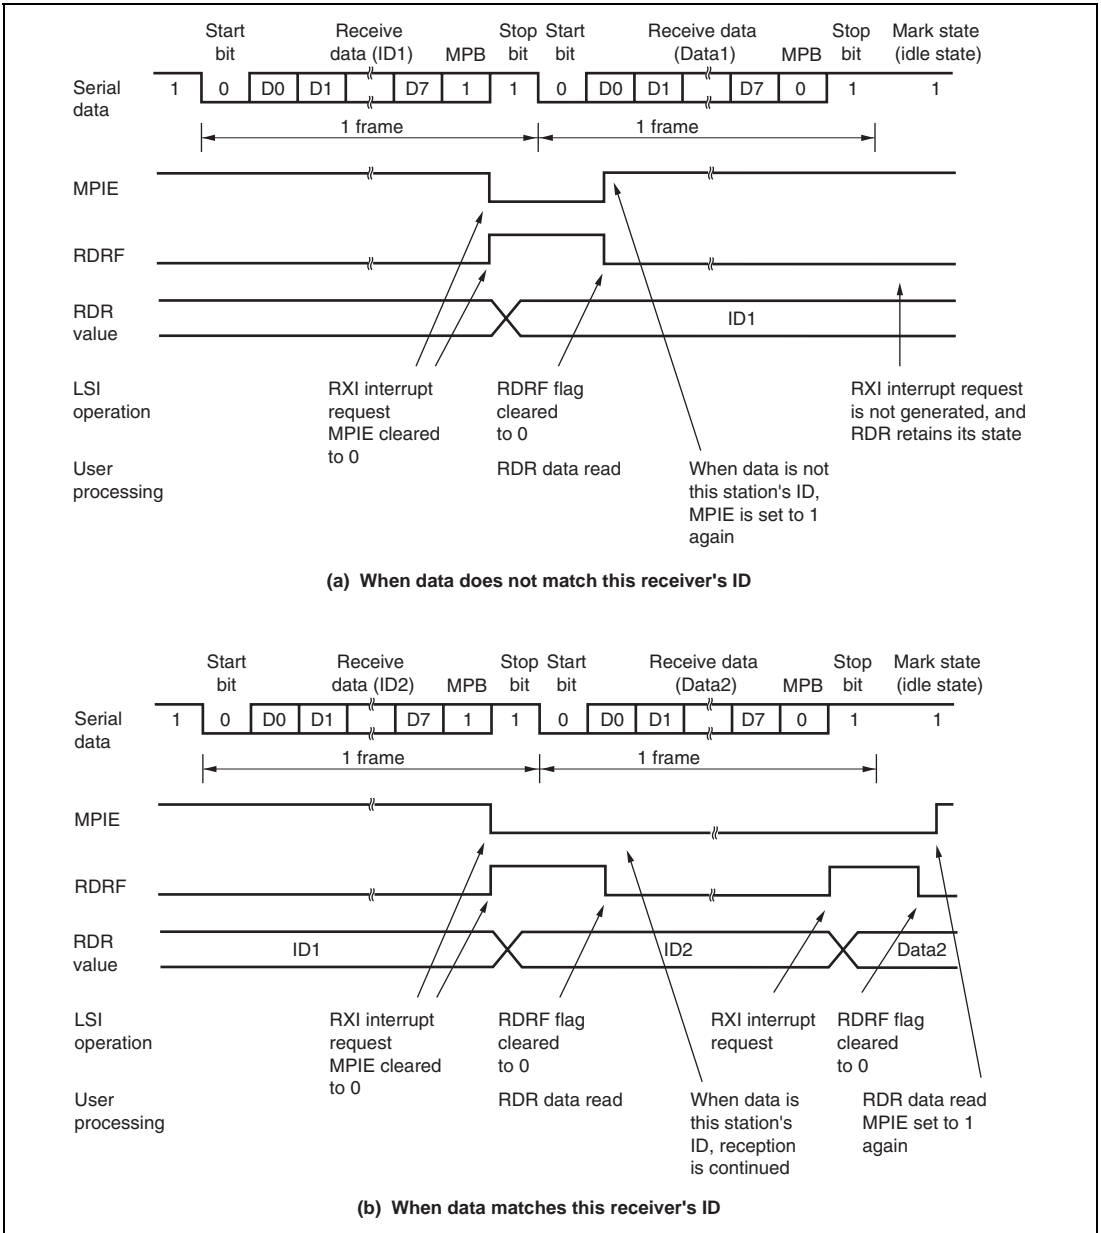 Start bit
Receive data (ID1)
MPB
Stop bit
Start bit
Receive data (Data1)
MPB
Stop bit
Mark state (idle state)
Serial data
1 0 D0 D1 D7 1 1 0 D0 D1 D7 0 1 1
1 frame
1 frame
MPIE
RDRF
RDR value
ID1
LSI operation
RXI interrupt request
MPIE cleared to 0
RDRF flag cleared to 0
RXI interrupt request is not generated, and RDR retains its state
User processing
RDR data read
When data is not this station's ID, MPIE is set to 1 again
(a) When data does not match this receiver's ID
Start bit
Receive data (ID2)
MPB
Stop bit
Start bit
Receive data (Data2)
MPB
Stop bit
Mark state (idle state)
Serial data
1 0 D0 D1 D7 1 1 0 D0 D1 D7 0 1 1
1 frame
1 frame
MPIE
RDRF
RDR value
ID1
ID2
Data2
LSI operation
RXI interrupt request
MPIE cleared to 0
RDRF flag cleared to 0
RXI interrupt request
RDRF flag cleared to 0
User processing
RDR data read
When data is this station's ID, reception is continued
RDR data read
MPIE set to 1 again
(b) When data matches this receiver's ID